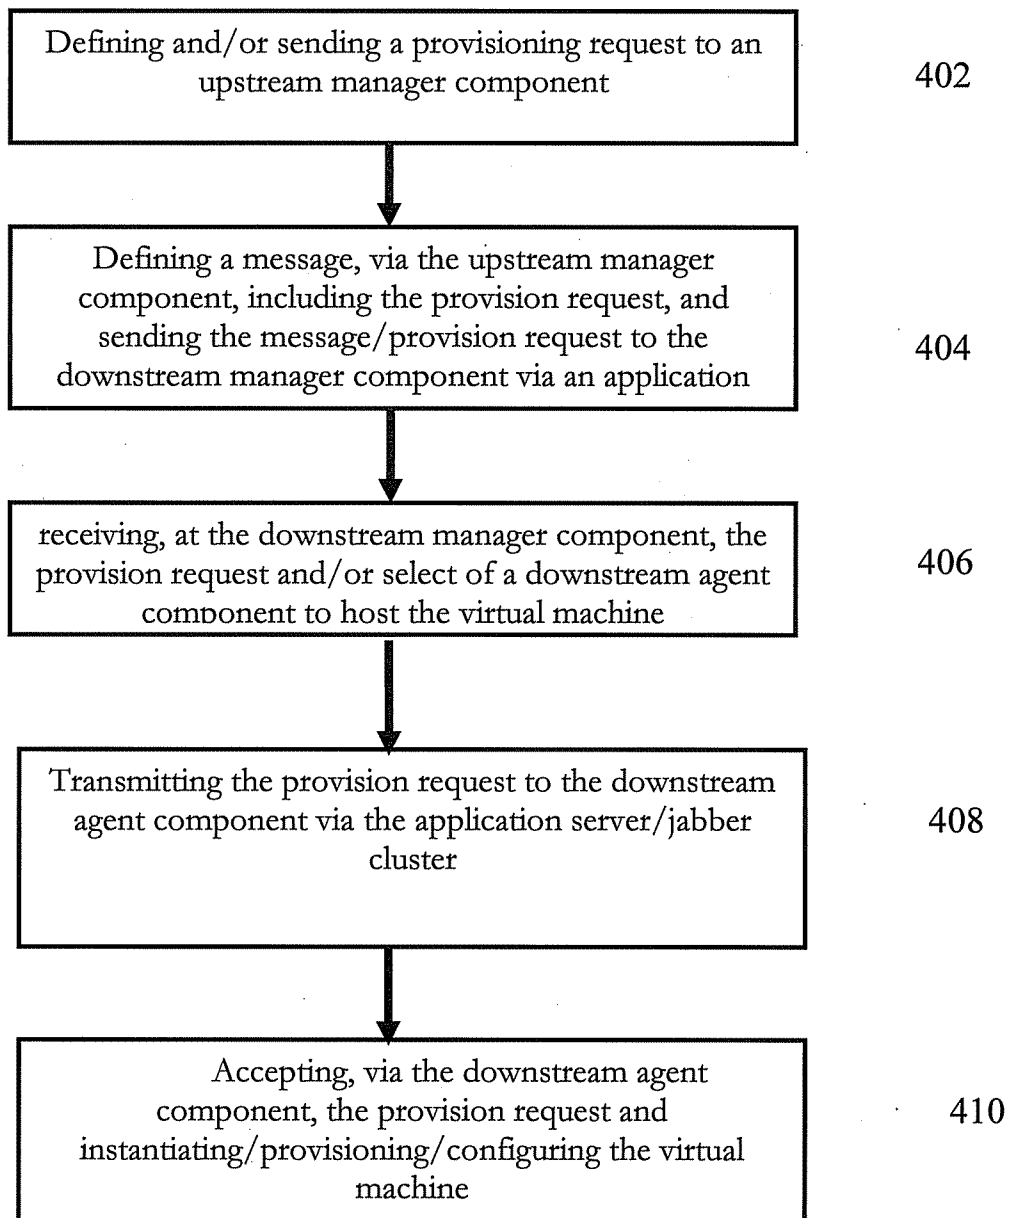 Defining and/or sending a provisioning request to an
upstream manager component
402
Defining a message, via the upstream manager
component, including the provision request, and
sending the message/provision request to the
downstream manager component via an application
404
receiving, at the downstream manager component, the
provision request and/or select of a downstream agent
component to host the virtual machine
406
Transmitting the provision request to the downstream
agent component via the application server/jabber
cluster
408
Accepting, via the downstream agent
component, the provision request and
instantiating/provisioning/configuring the virtual
machine
410